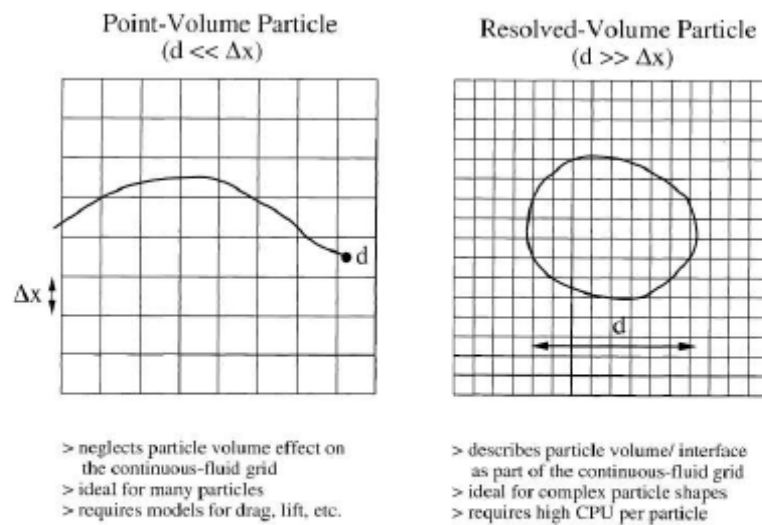 Point-Volume Particle
(d << Δx)
d
Δx
> neglects particle volume effect on
the continuous-fluid grid
> ideal for many particles
> requires models for drag, lift, etc.
Resolved-Volume Particle
(d >> Δx)
d
> describes particle volume/ interface
as part of the continuous-fluid grid
> ideal for complex particle shapes
> requires high CPU per particle